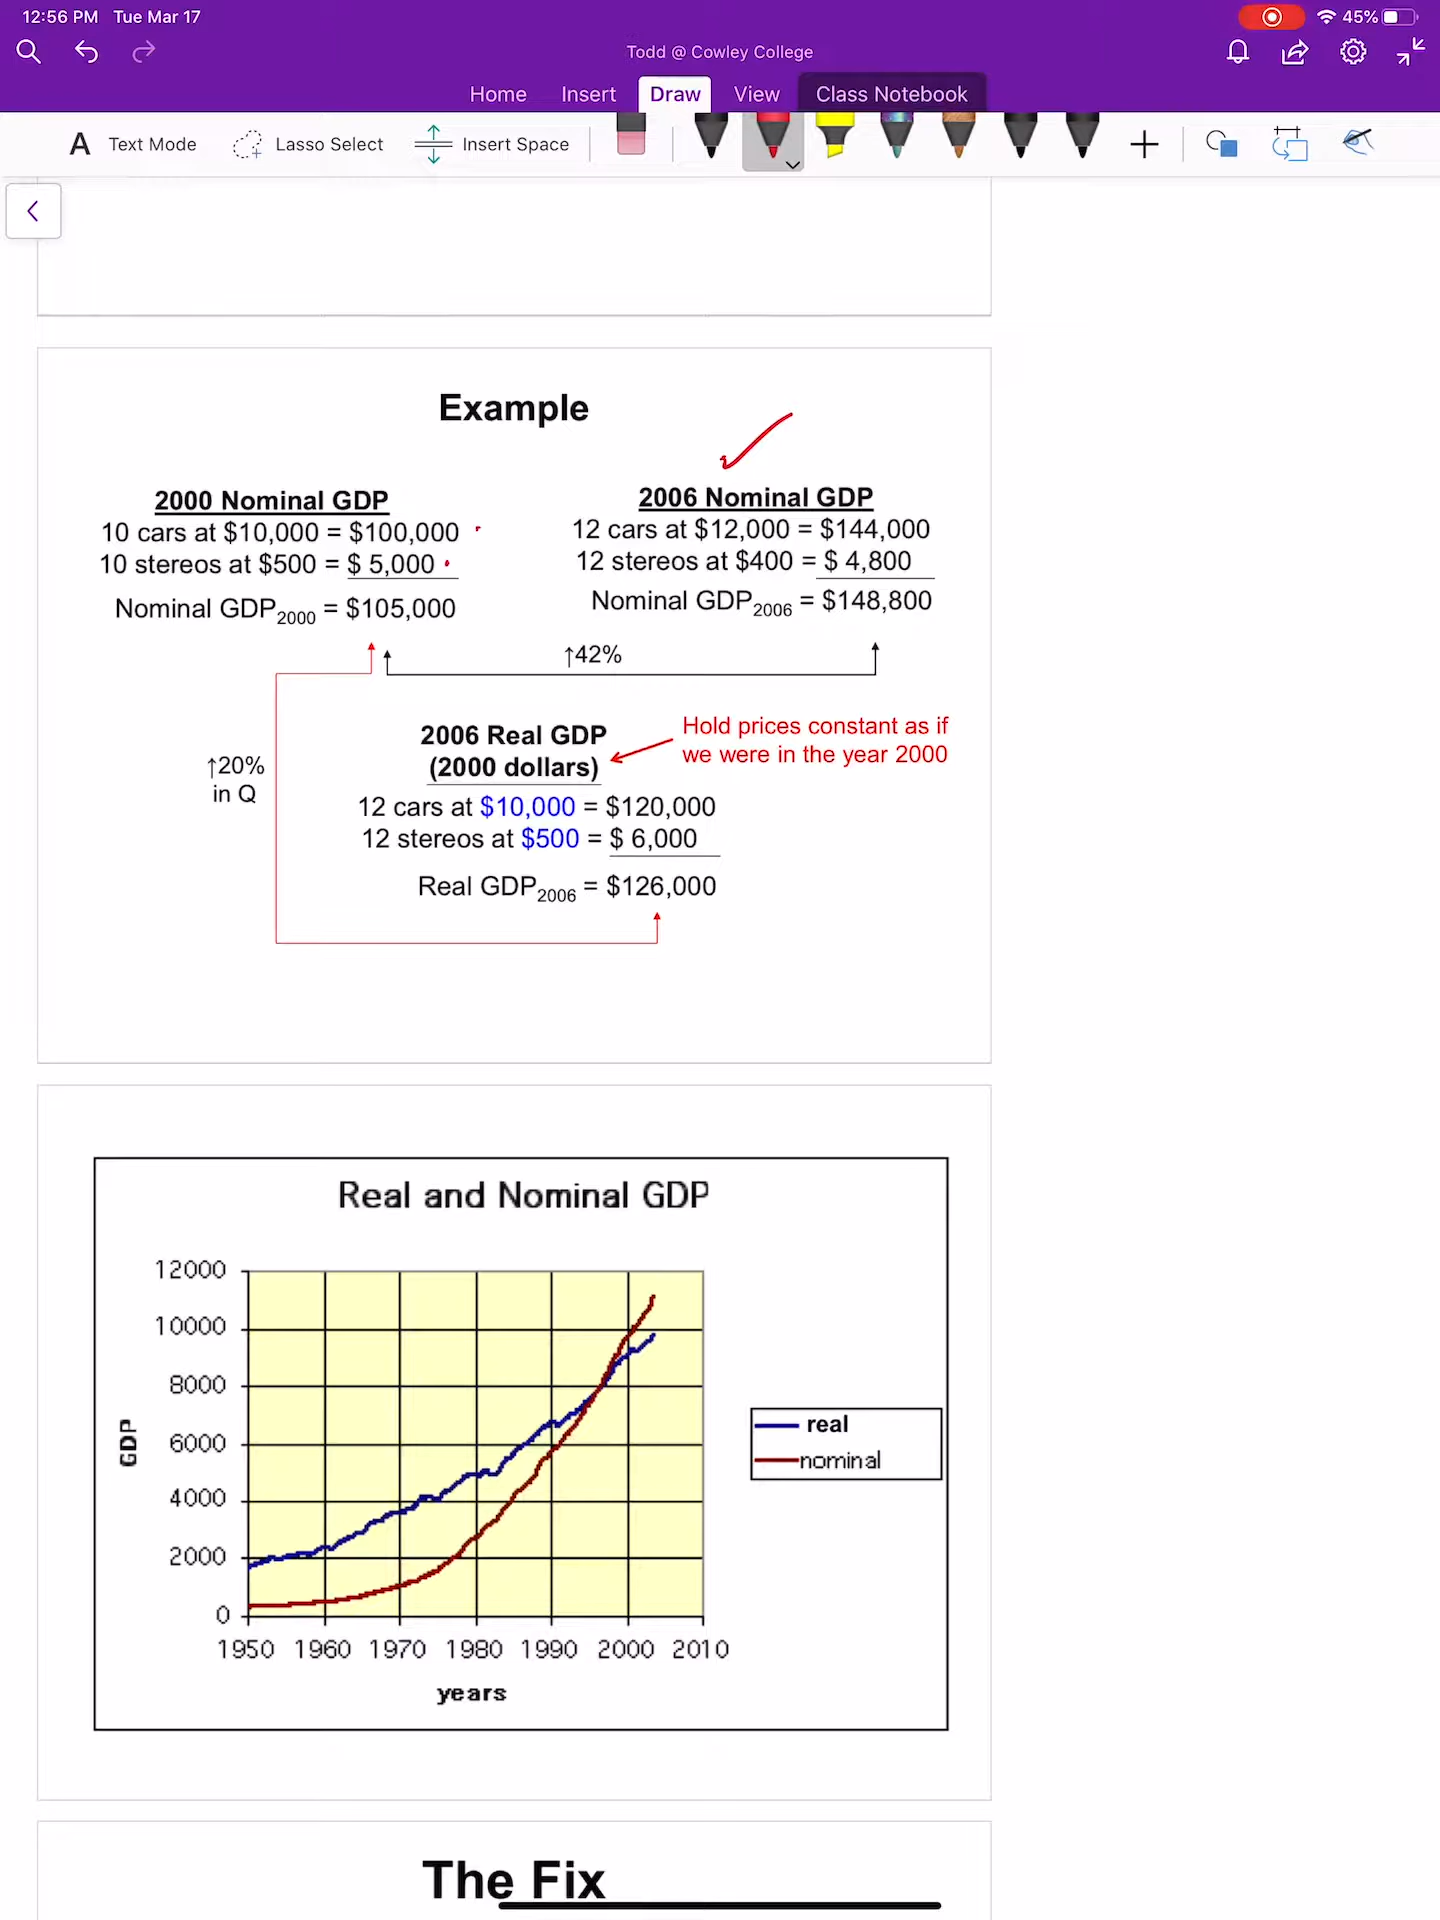 12:56 PM Tue Mar 17
45%
Todd @ Cowley College
Home Insert Draw View Class Notebook
A Text Mode Lasso Select Insert Space
Example
2000 Nominal GDP
10 cars at $10,000 = $100,000
10 stereos at $500 = $ 5,000
Nominal GDP2000 = $105,000
2006 Nominal GDP
12 cars at $12,000 = $144,000
12 stereos at $400 = $ 4,800
Nominal GDP2006 = $148,800
↑42%
↑20%
in Q
2006 Real GDP
(2000 dollars)
Hold prices constant as if
we were in the year 2000
12 cars at $10,000 = $120,000
12 stereos at $500 = $ 6,000
Real GDP2006 = $126,000
Real and Nominal GDP
12000
10000
8000
6000
4000
2000
0
GDP
1950 1960 1970 1980 1990 2000 2010
years
real
nominal
The Fix